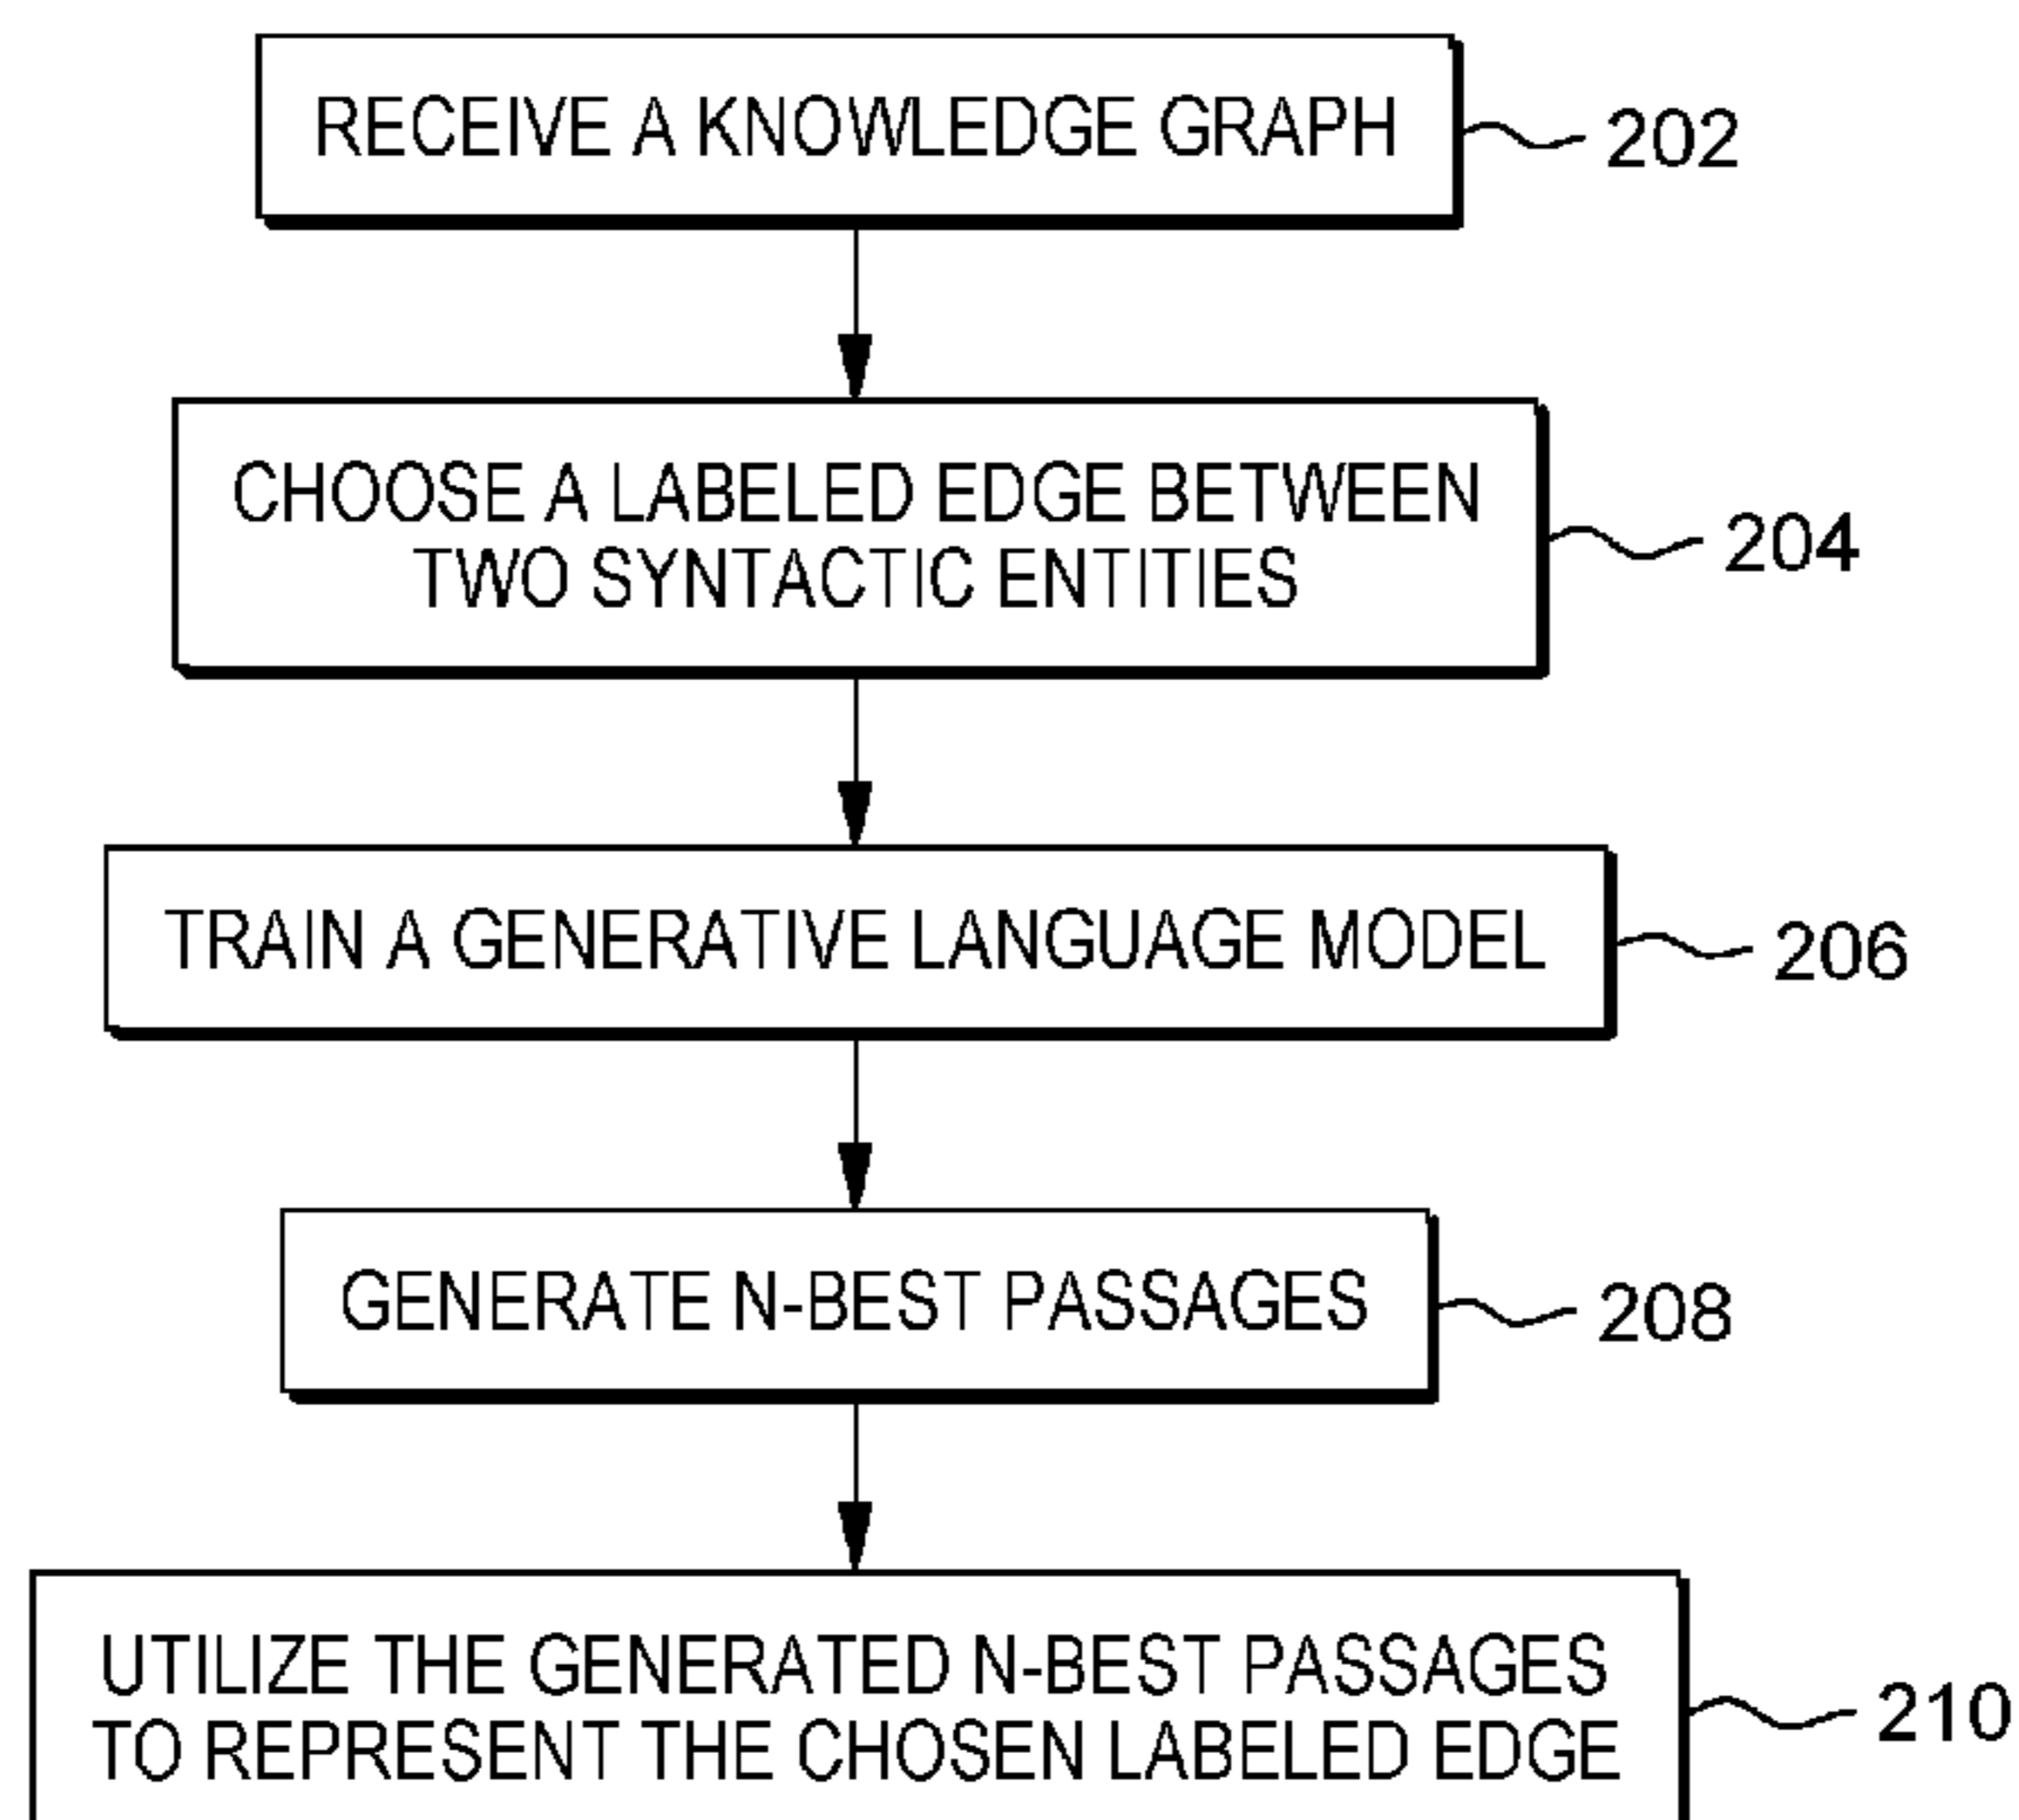 RECEIVE A KNOWLEDGE GRAPH
202
CHOOSE A LABELED EDGE BETWEEN
TWO SYNTACTIC ENTITIES
204
TRAIN A GENERATIVE LANGUAGE MODEL
206
GENERATE N-BEST PASSAGES
208
UTILIZE THE GENERATED N-BEST PASSAGES
TO REPRESENT THE CHOSEN LABELED EDGE
210